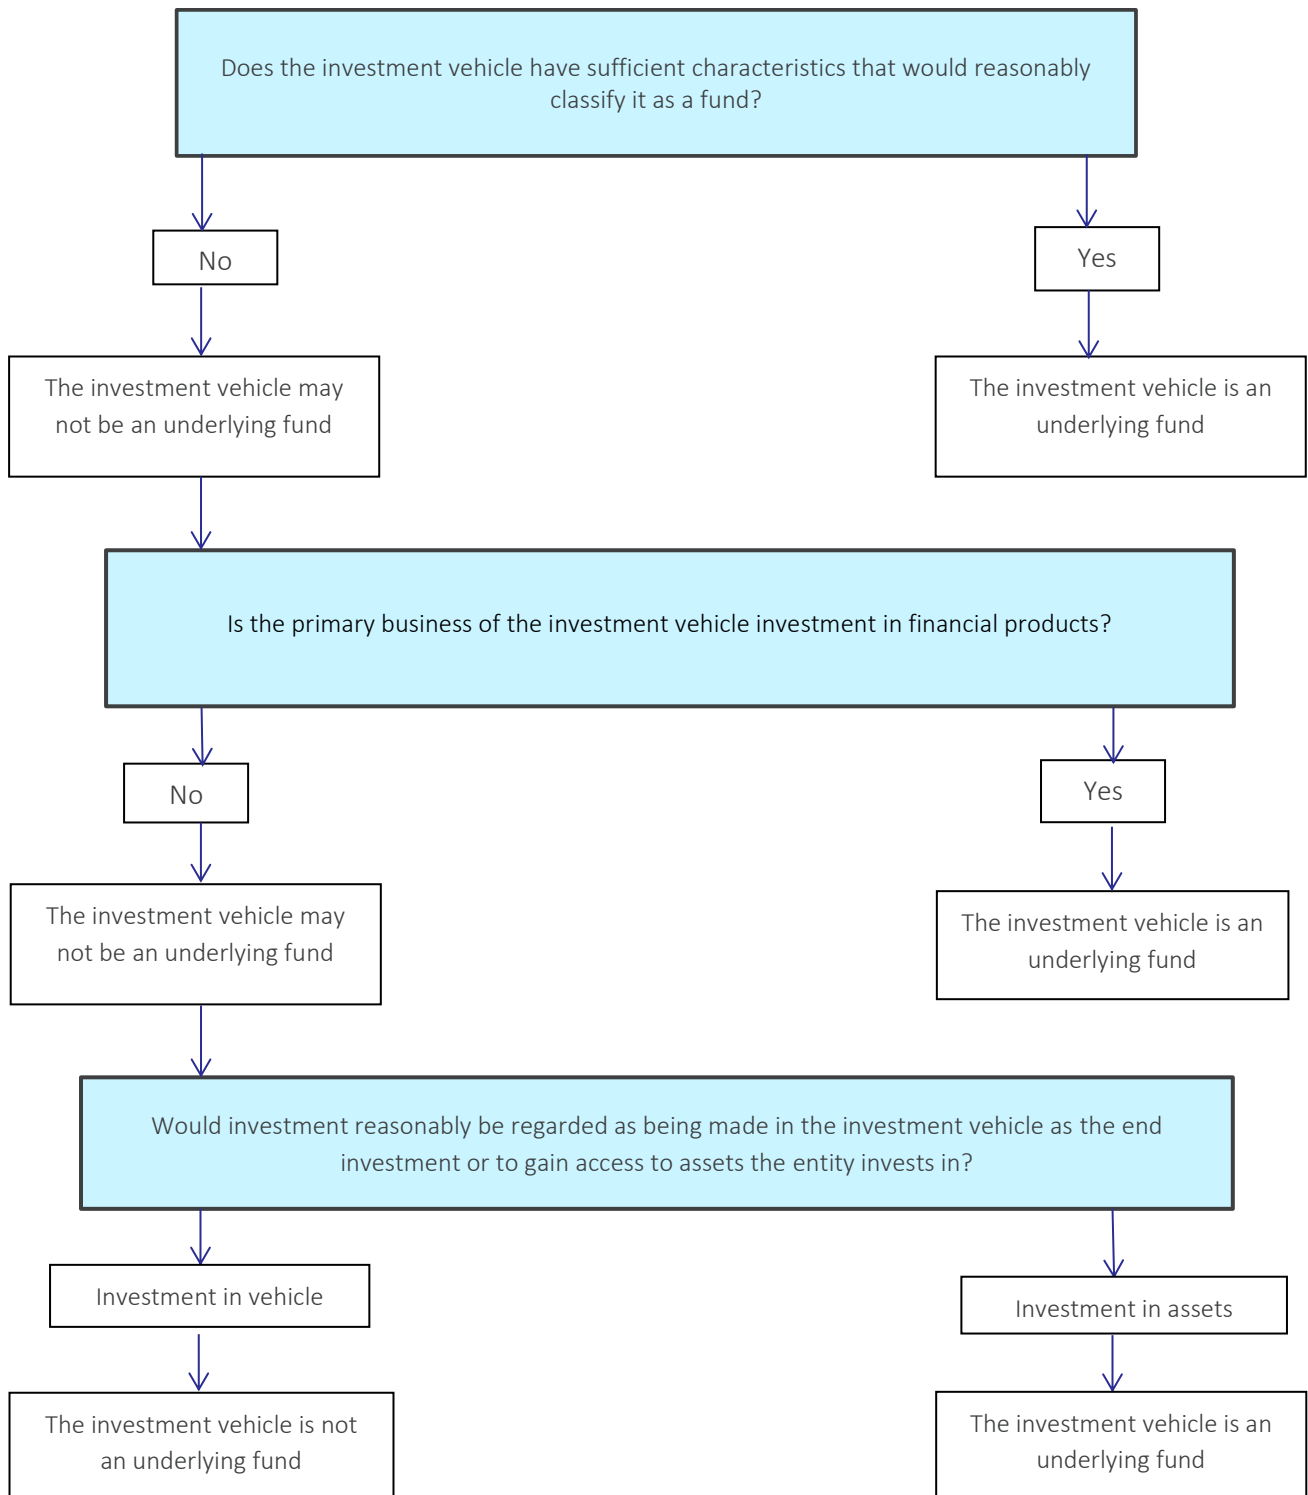 Does the investment vehicle have sufficient characteristics that would reasonably
classify it as a fund?
No
Yes
The investment vehicle may
not be an underlying fund
The investment vehicle is an
underlying fund
Is the primary business of the investment vehicle investment in financial products?
No
Yes
The investment vehicle may
not be an underlying fund
The investment vehicle is an
underlying fund
Would investment reasonably be regarded as being made in the investment vehicle as the end
investment or to gain access to assets the entity invests in?
Investment in vehicle
Investment in assets
The investment vehicle is not
an underlying fund
The investment vehicle is an
underlying fund